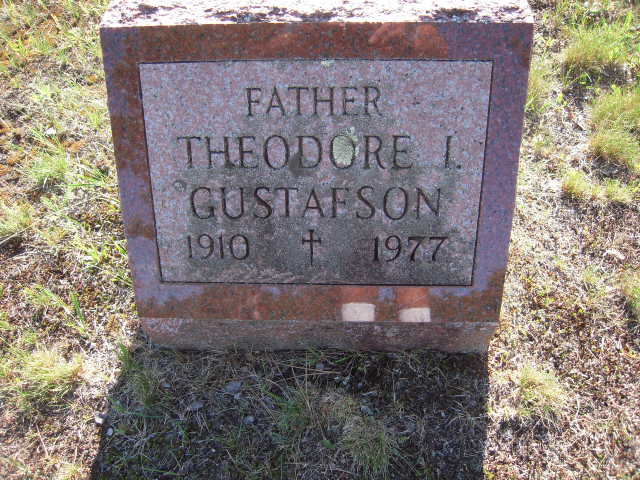 FATHER
THEODORE I.
GUSTAFSON
1910 † 1977